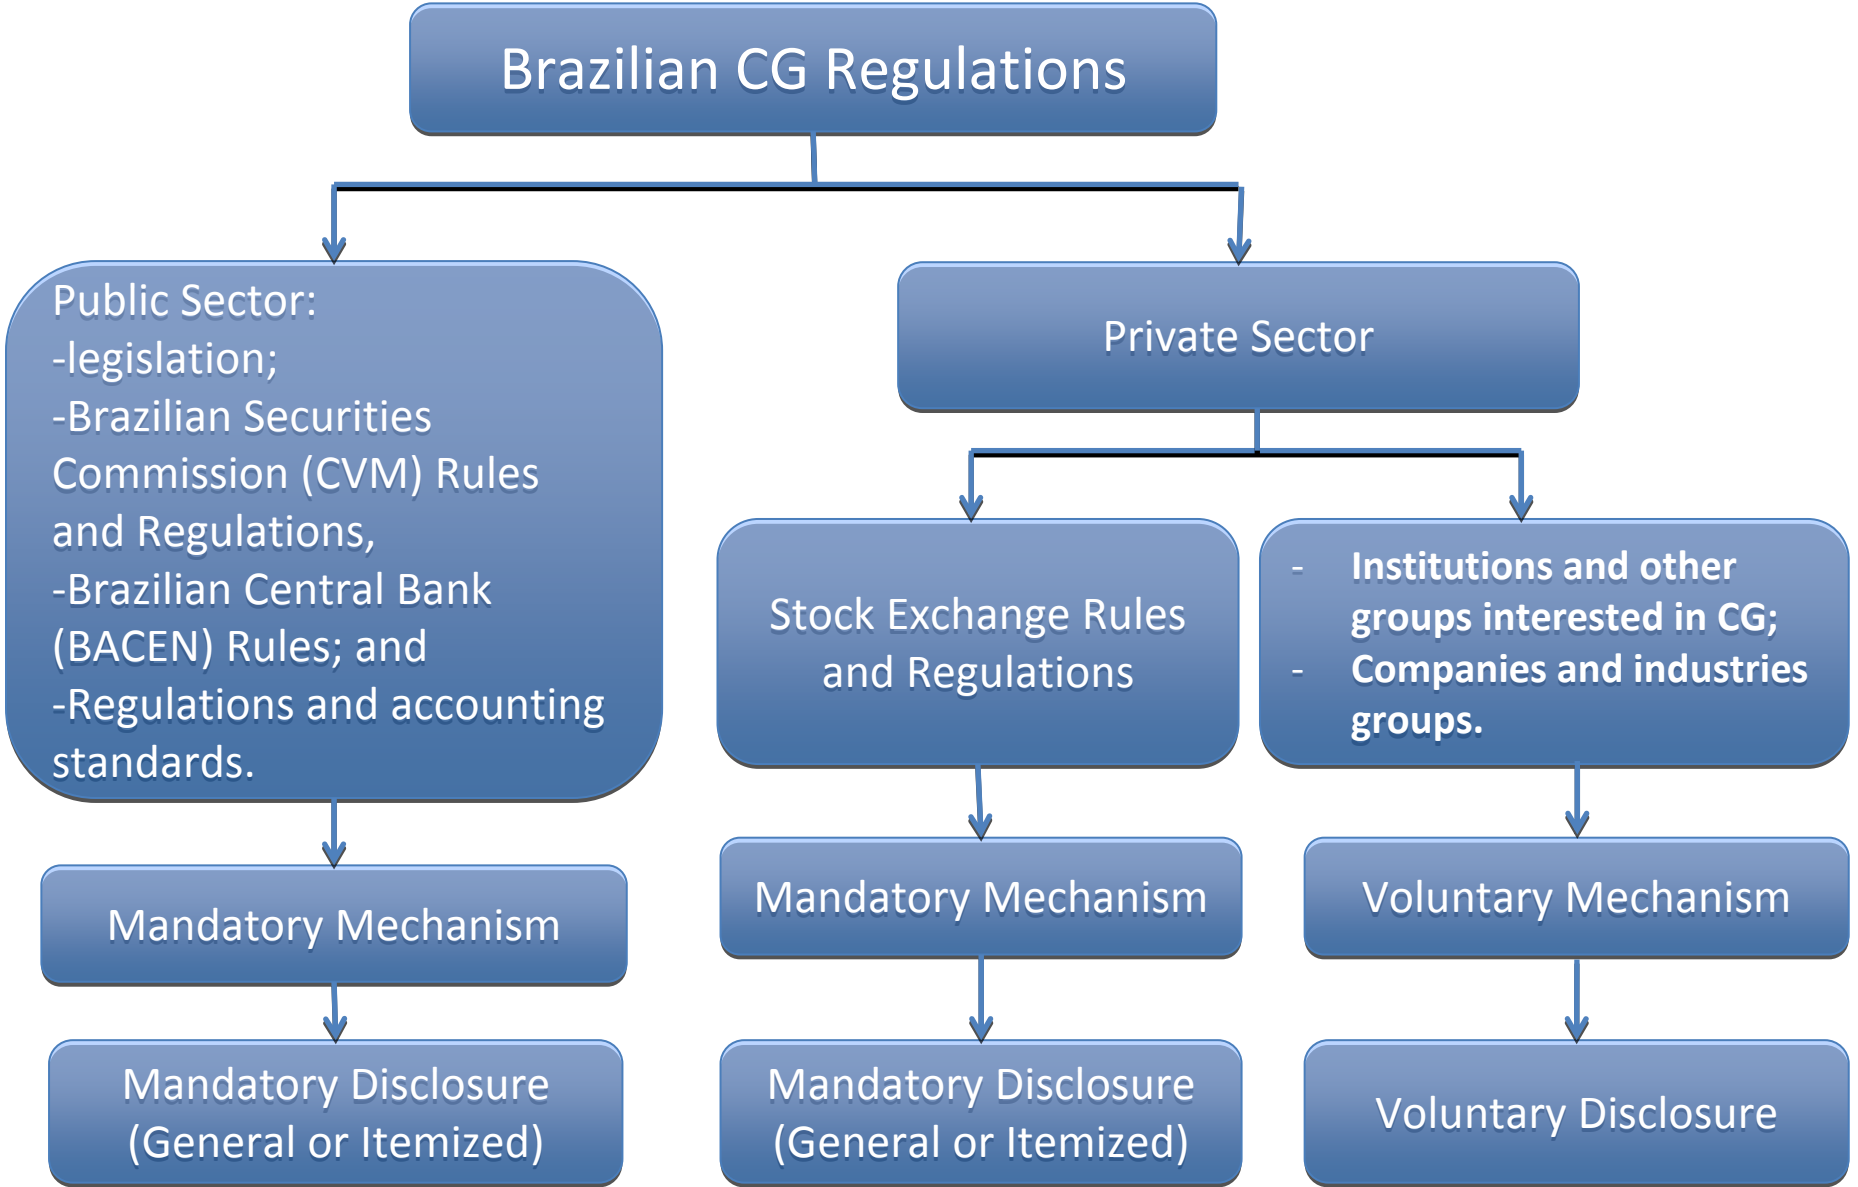 Brazilian CG Regulations
Public Sector:
-legislation;
-Brazilian Securities
Commission (CVM) Rules
and Regulations,
-Brazilian Central Bank
(BACEN) Rules; and
-Regulations and accounting
standards.
Private Sector
Stock Exchange Rules
and Regulations
- Institutions and other
groups interested in CG;
- Companies and industries
groups.
Mandatory Mechanism
Mandatory Mechanism
Voluntary Mechanism
Mandatory Disclosure
(General or Itemized)
Mandatory Disclosure
(General or Itemized)
Voluntary Disclosure